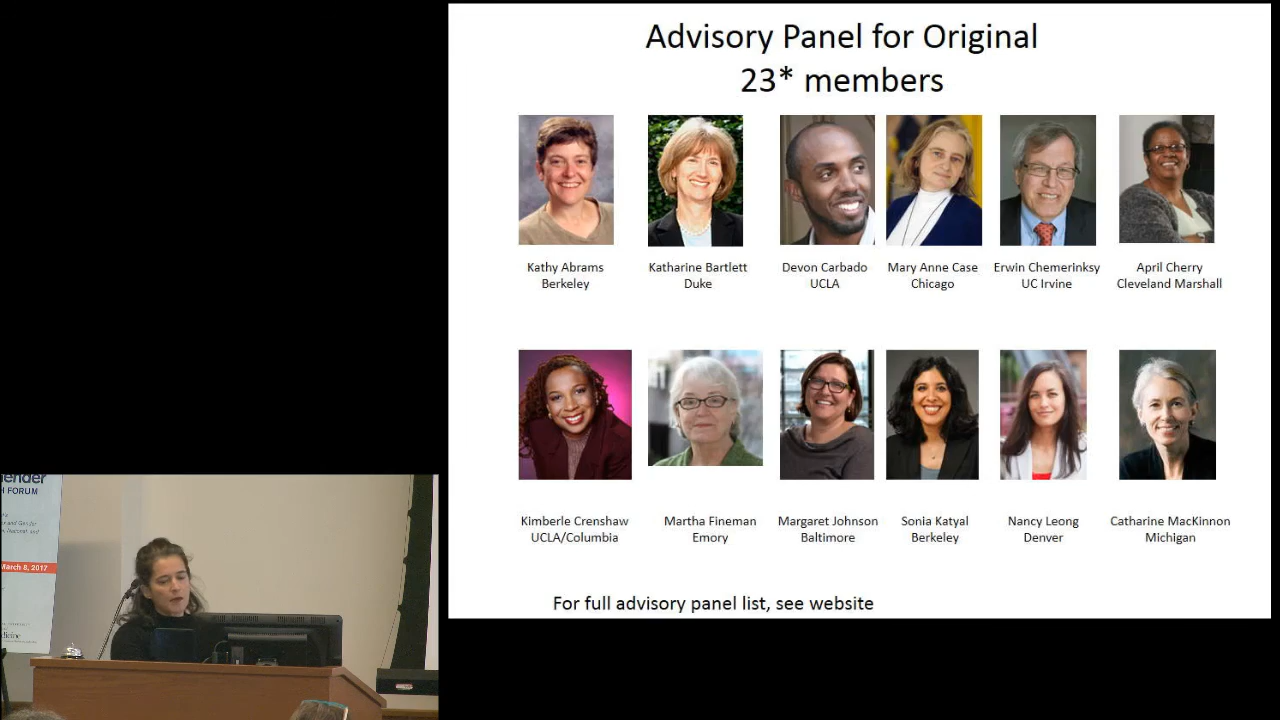 Advisory Panel for Original
23* members
Kathy Abrams
Berkeley
Katharine Bartlett
Duke
Devon Carbado
UCLA
Mary Anne Case
Chicago
Erwin Chemerinksy
UC Irvine
April Cherry
Cleveland Marshall
Kimberle Crenshaw
UCLA/Columbia
Martha Fineman
Emory
Margaret Johnson
Baltimore
Sonia Katyal
Berkeley
Nancy Leong
Denver
Catharine MacKinnon
Michigan
For full advisory panel list, see website
FORUM
March 8, 2017